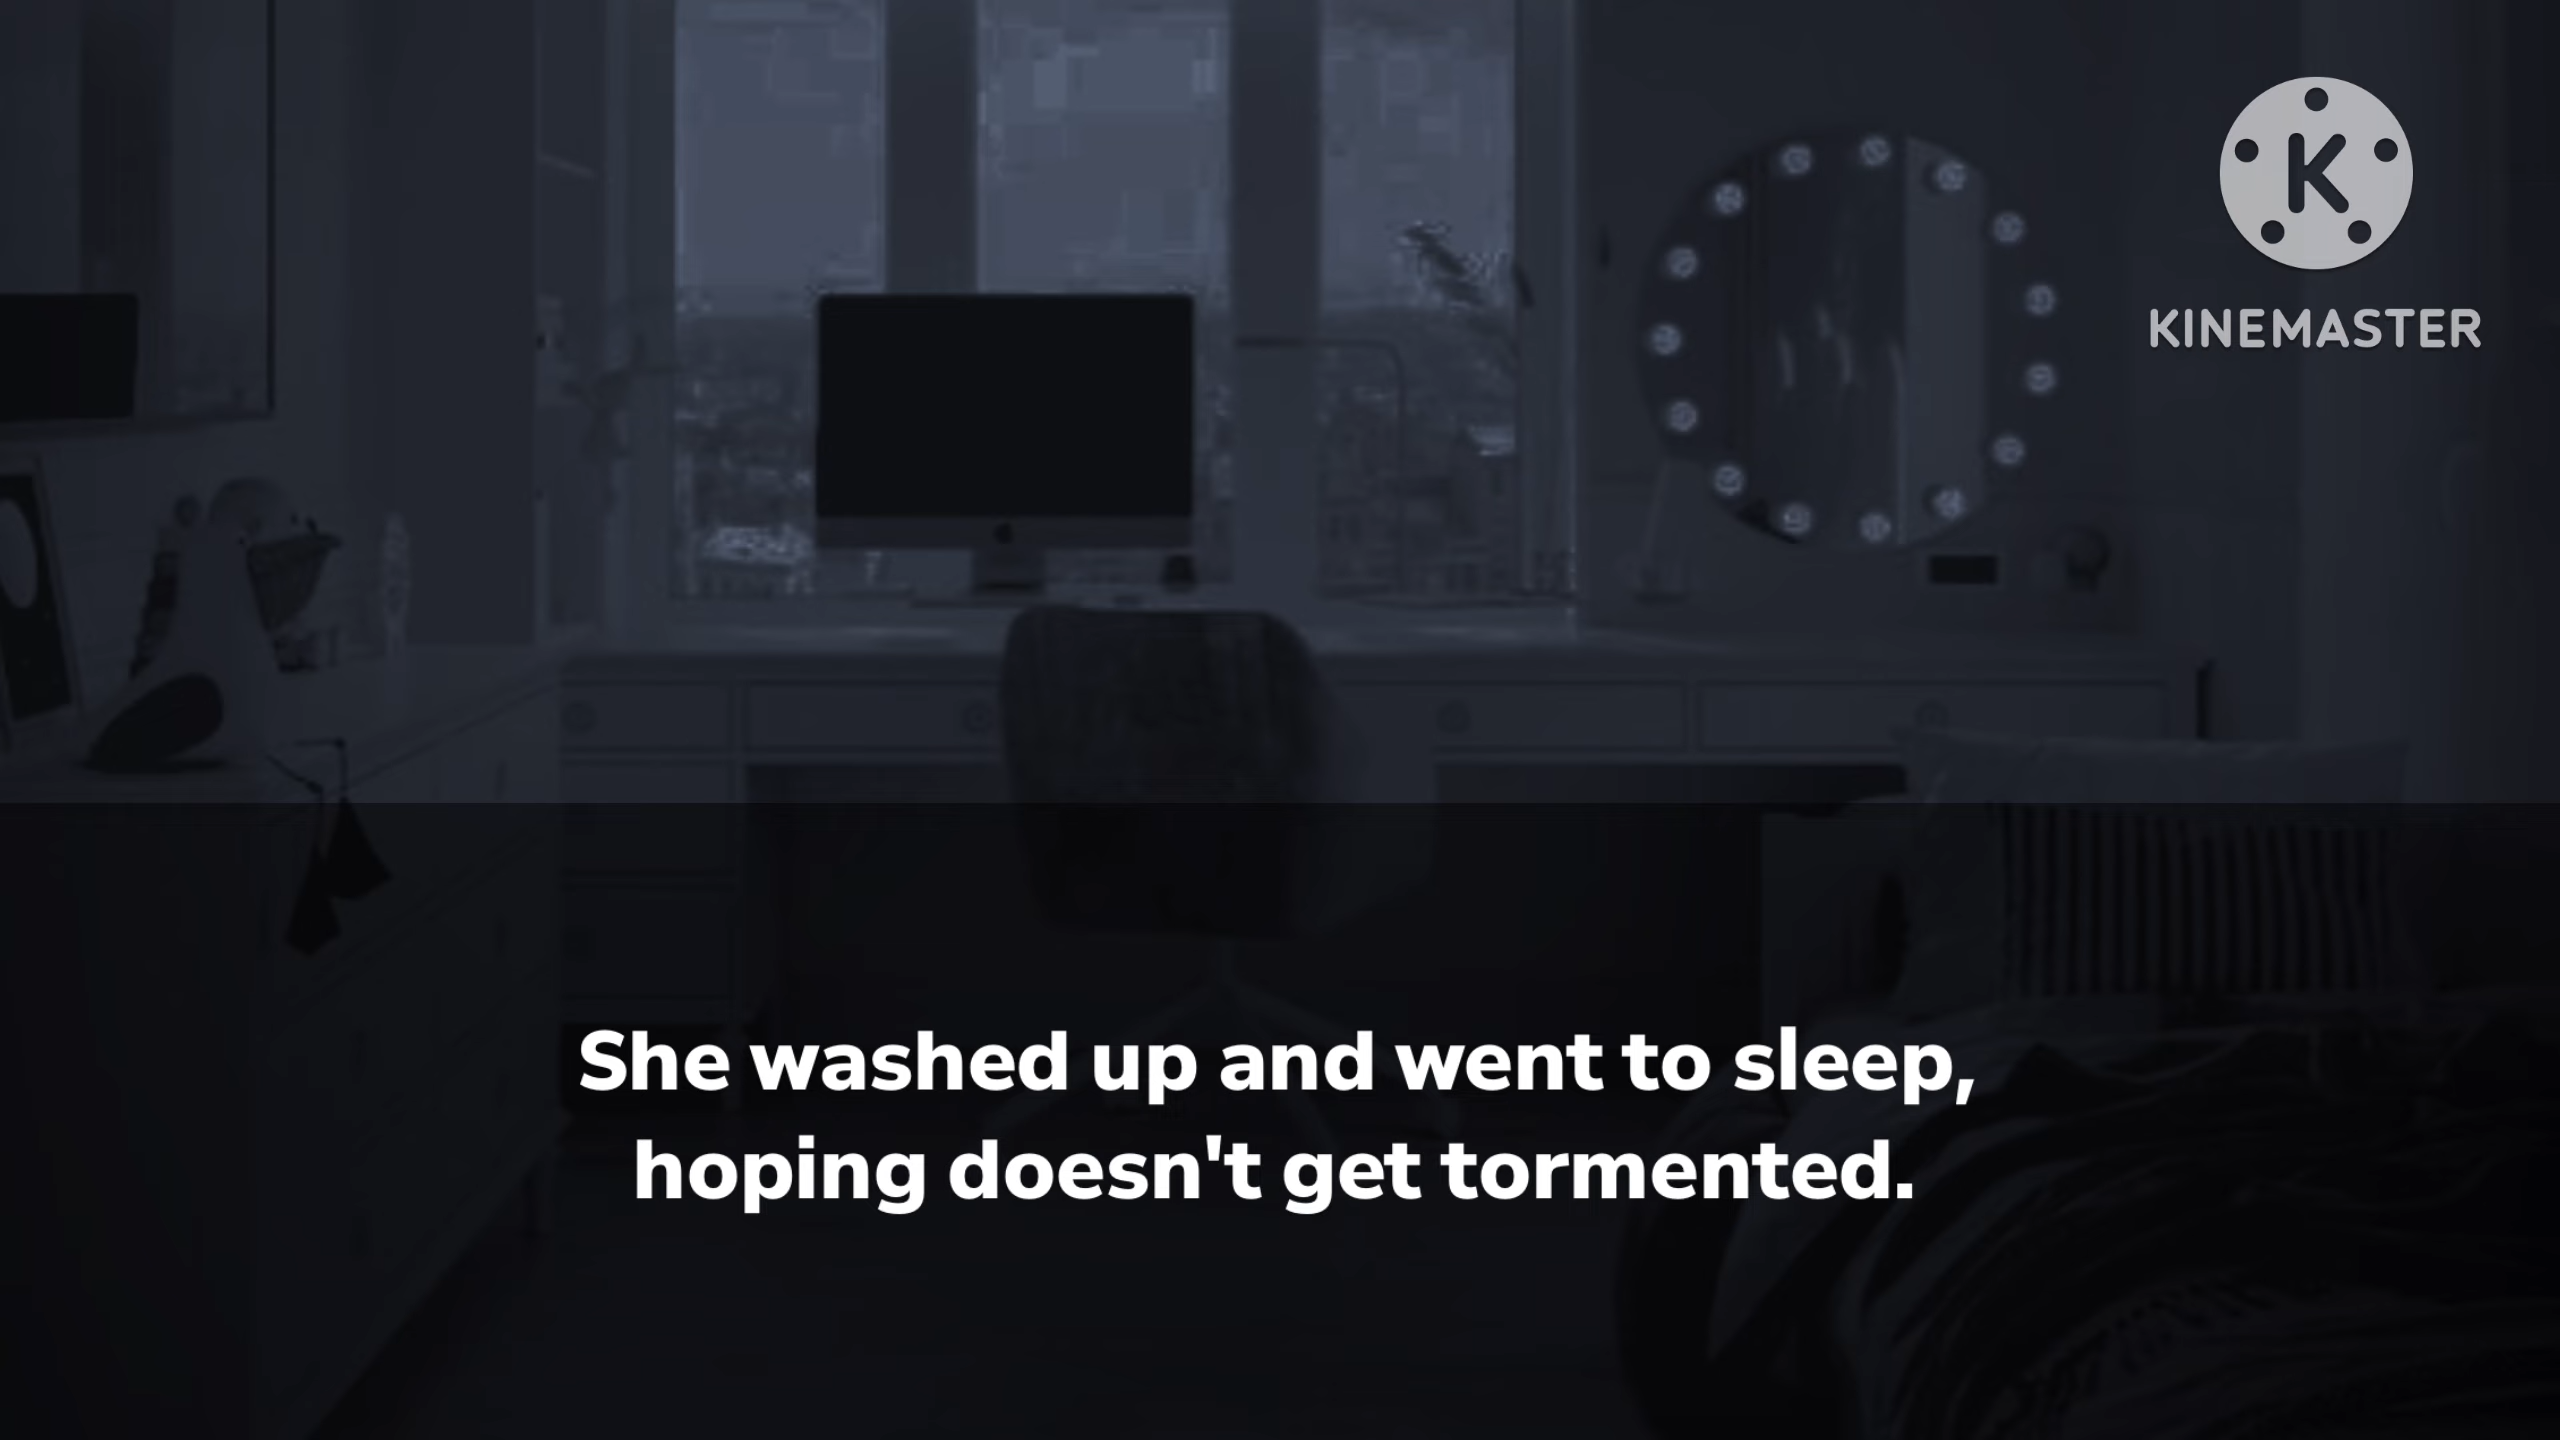 K
KINEMASTER
She washed up and went to sleep,
hoping doesn't get tormented.